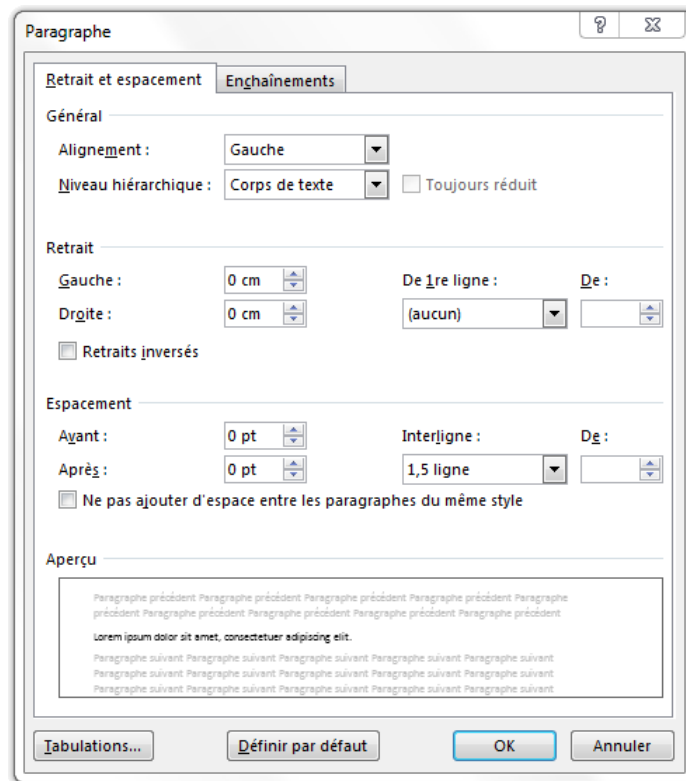 Paragraphe
Retrait et espacement Enchaînements
Général
Alignement : Gauche
Niveau hiérarchique : Corps de texte Toujours réduit
Retrait
Gauche : 0 cm De 1re ligne : De :
Droite : 0 cm (aucun)
Retraits inversés
Espacement
Avant : 0 pt Interligne : De :
Après : 0 pt 1,5 ligne
Ne pas ajouter d'espace entre les paragraphes du même style
Aperçu
Paragraphe précédent Paragraphe précédent Paragraphe précédent Paragraphe précédent Paragraphe
précédent Paragraphe précédent Paragraphe précédent Paragraphe précédent Paragraphe précédent
Lorem ipsum dolor sit amet, consectetuer adipiscing elit.
Paragraphe suivant Paragraphe suivant Paragraphe suivant Paragraphe suivant Paragraphe suivant
Paragraphe suivant Paragraphe suivant Paragraphe suivant Paragraphe suivant Paragraphe suivant
Paragraphe suivant Paragraphe suivant Paragraphe suivant Paragraphe suivant Paragraphe suivant
Tabulations... Définir par défaut OK Annuler